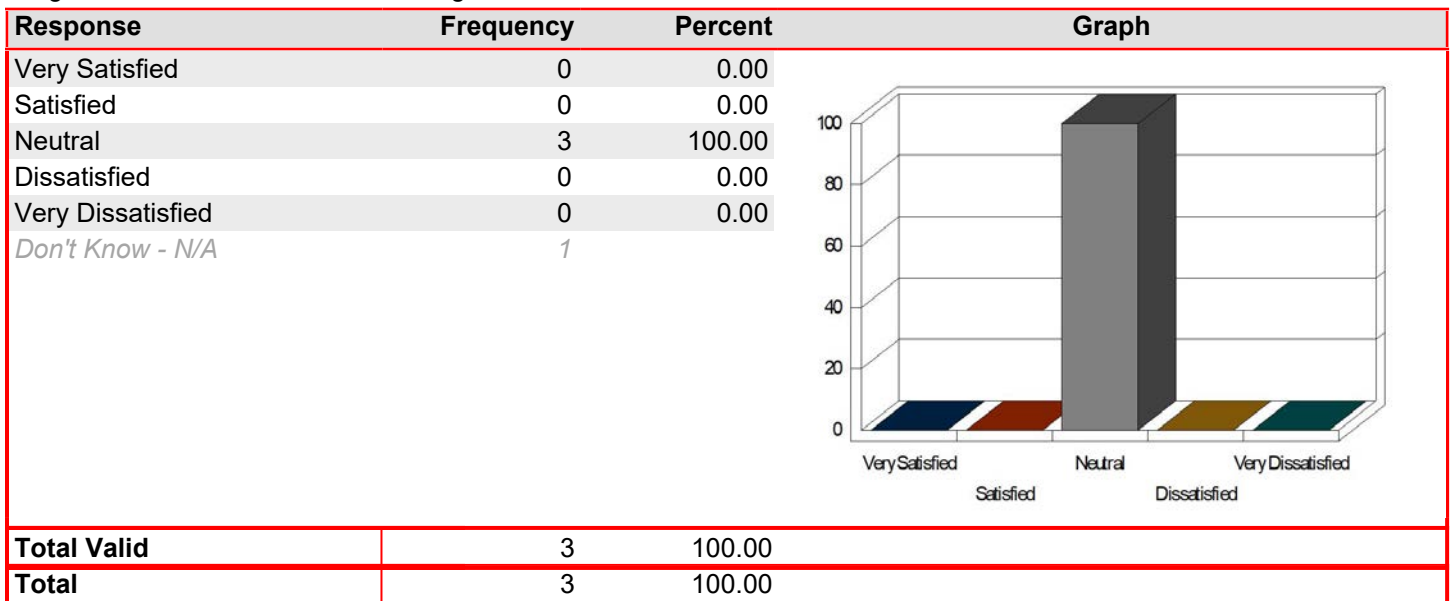 Response Frequency Percent Graph
Very Satisfied 0 0.00
Satisfied 0 0.00
Neutral 3 100.00
Dissatisfied 0 0.00
Very Dissatisfied 0 0.00
Don't Know - N/A 1
100
80
60
40
20
0
Very Satisfied Neutral Very Dissatisfied
Satisfied Dissatisfied
Total Valid 3 100.00
Total 3 100.00